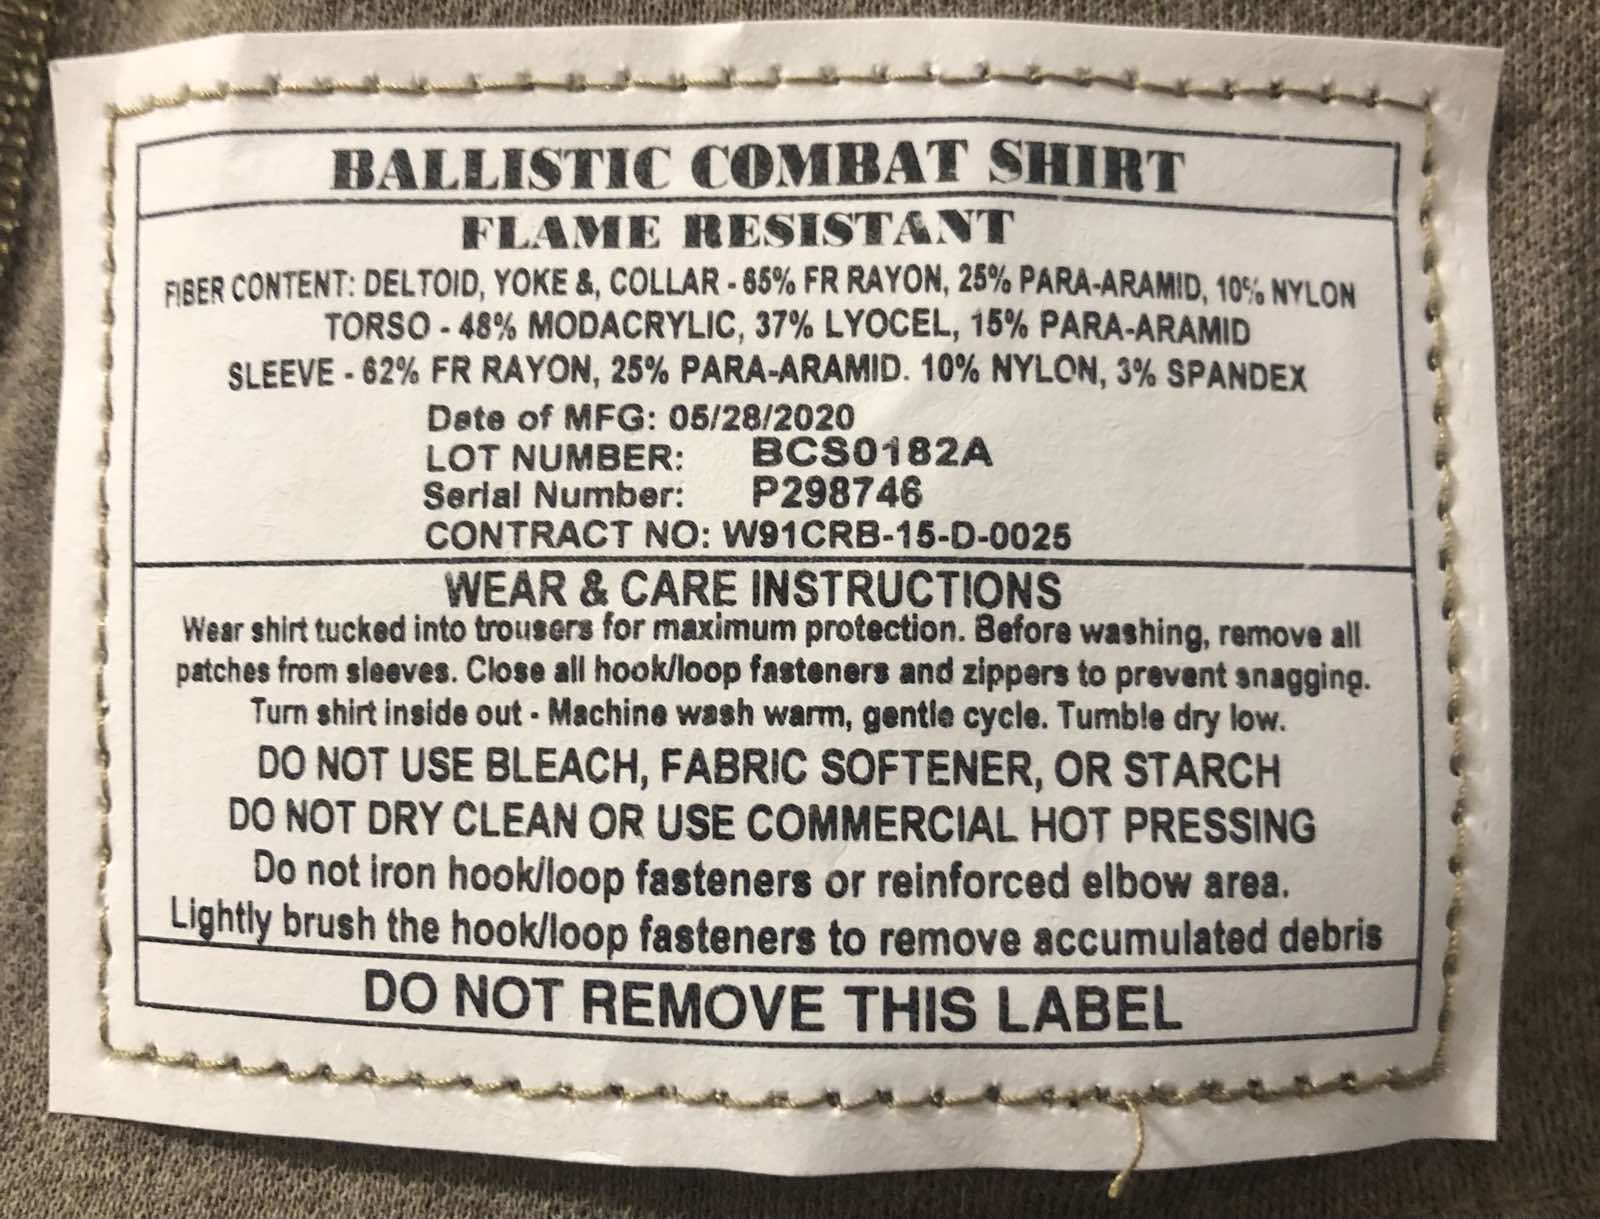 BALLISTIC COMBAT SHIRT
FLAME RESISTANT
FIBER CONTENT: DELTOID, YOKE &, COLLAR - 65% FR RAYON, 25% PARA-ARAMID, 10% NYLON
TORSO - 48% MODACRYLIC, 37% LYOCEL, 15% PARA-ARAMID
SLEEVE - 62% FR RAYON, 25% PARA-ARAMID. 10% NYLON, 3% SPANDEX
Date of MFG: 05/28/2020
LOT NUMBER: BCS0182A
Serial Number: P298746
CONTRACT NO: W91CRB-15-D-0025
WEAR & CARE INSTRUCTIONS
Wear shirt tucked into trousers for maximum protection. Before washing, remove all
patches from sleeves. Close all hook/loop fasteners and zippers to prevent snagging.
Turn shirt inside out - Machine wash warm, gentle cycle. Tumble dry low.
DO NOT USE BLEACH, FABRIC SOFTENER, OR STARCH
DO NOT DRY CLEAN OR USE COMMERCIAL HOT PRESSING
Do not iron hook/loop fasteners or reinforced elbow area.
Lightly brush the hook/loop fasteners to remove accumulated debris
DO NOT REMOVE THIS LABEL